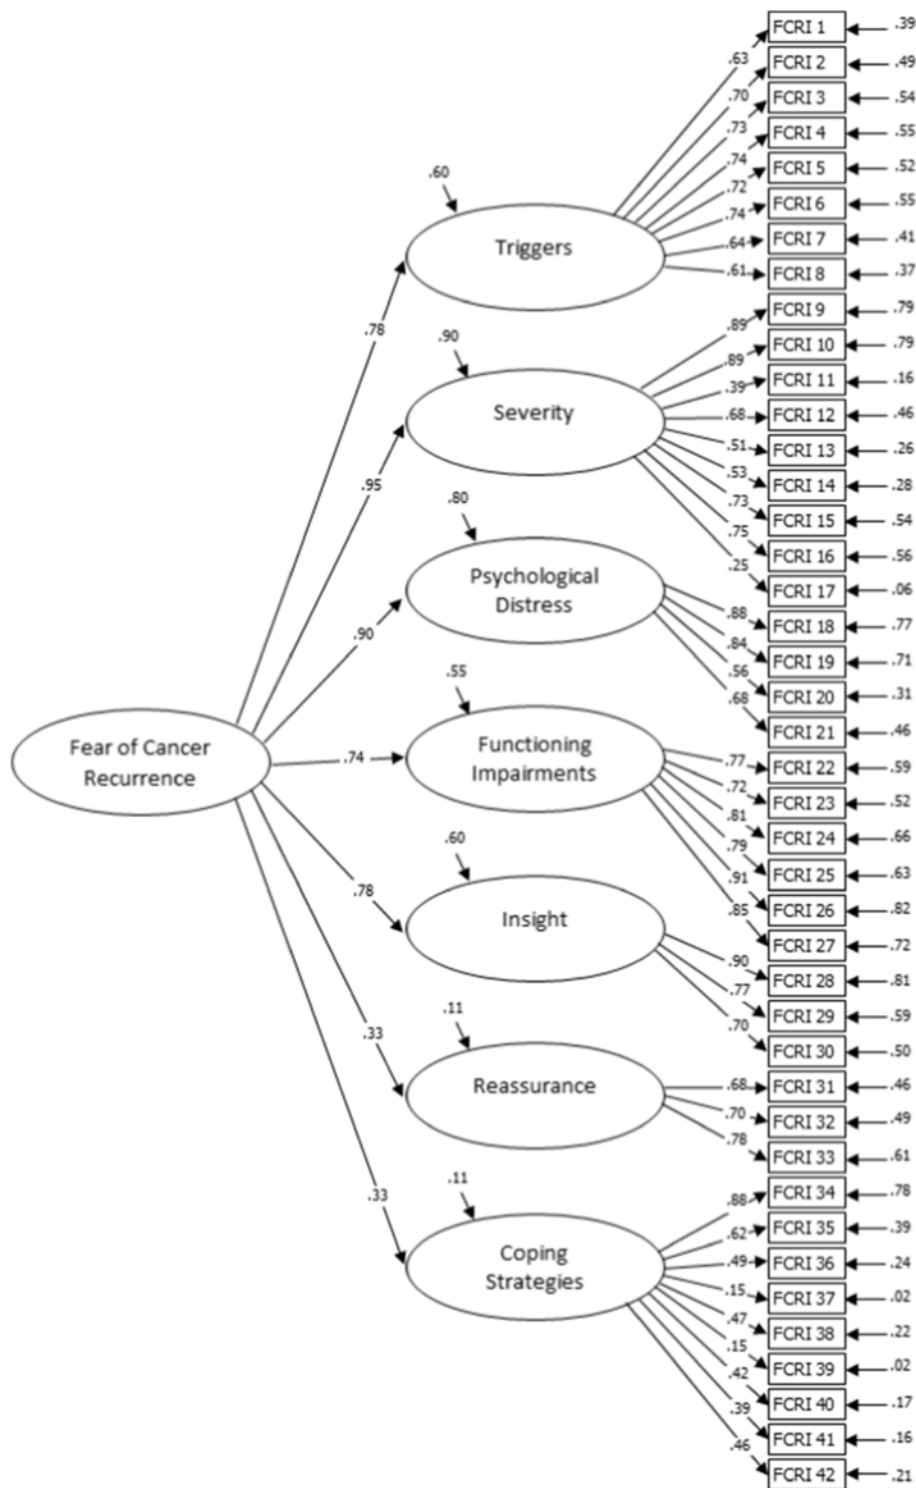 FCRI 1
.39
.63
FCRI 2
.49
.70
FCRI 3
.54
.73
FCRI 4
.55
.74
FCRI 5
.52
.72
FCRI 6
.55
.74
FCRI 7
.41
.64
FCRI 8
.37
.61
.60
Triggers
.78
FCRI 9
.79
.89
FCRI 10
.79
.89
FCRI 11
.16
.39
FCRI 12
.46
.68
FCRI 13
.26
.51
FCRI 14
.28
.53
FCRI 15
.54
.73
FCRI 16
.56
.75
FCRI 17
.06
.25
.90
Severity
.95
.80
Psychological
Distress
.90
FCRI 18
.77
.88
FCRI 19
.71
.84
FCRI 20
.31
.56
FCRI 21
.46
.68
.55
Functioning
Impairments
.74
Fear of Cancer
Recurrence
FCRI 22
.59
.77
FCRI 23
.52
.72
FCRI 24
.66
.81
FCRI 25
.63
.79
FCRI 26
.82
.91
FCRI 27
.72
.85
.60
Insight
.78
FCRI 28
.81
.90
FCRI 29
.59
.77
FCRI 30
.50
.70
.11
Reassurance
.33
FCRI 31
.46
.68
FCRI 32
.49
.70
FCRI 33
.61
.78
.11
Coping
Strategies
.33
FCRI 34
.78
.88
FCRI 35
.39
.62
FCRI 36
.24
.49
FCRI 37
.02
.15
FCRI 38
.22
.47
FCRI 39
.02
.15
FCRI 40
.17
.42
FCRI 41
.16
.39
FCRI 42
.21
.46